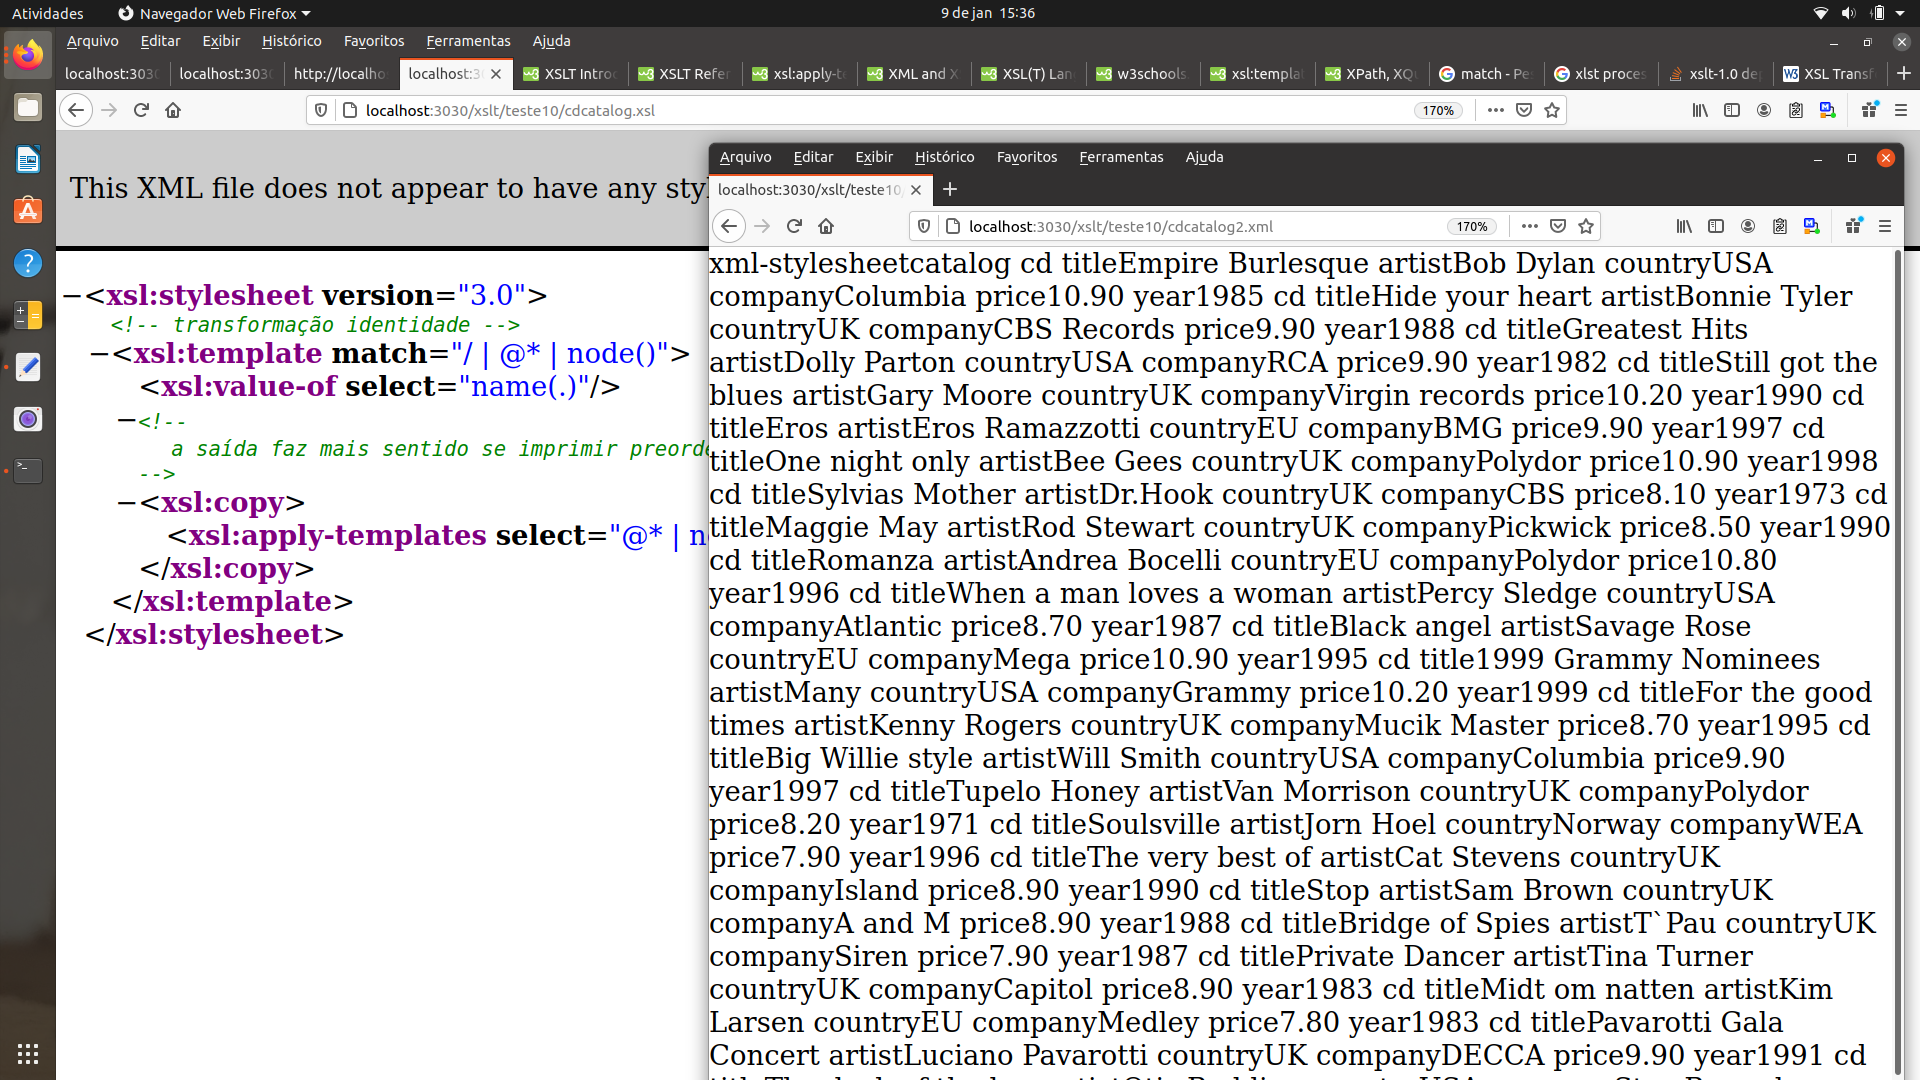 Atividades
Navegador Web Firefox
9 de jan 15:36
Arquivo Editar Exibir Histórico Favoritos Ferramentas Ajuda
localhost:303 localhost:303 http://localho localhost:3 XSLT Intro XSLT Refer xsl:apply-te XML and X XSL(T) Lan w3schools xsl:templa XPath, XQu match - Pe xlst proces xslt-1.0 de XSL Transf
localhost:3030/xslt/teste10/cdcatalog.xsl
170%
This XML file does not appear to have any sty
−<xsl:stylesheet version="3.0">
<!-- transformação identidade -->
−<xsl:template match="/ | @* | node()">
<xsl:value-of select="name(.)"/>
−<!--
a saída faz mais sentido se imprimir preord
-->
−<xsl:copy>
<xsl:apply-templates select="@* | n
</xsl:copy>
</xsl:template>
</xsl:stylesheet>
Arquivo Editar Exibir Histórico Favoritos Ferramentas Ajuda
localhost:3030/xslt/teste10
localhost:3030/xslt/teste10/cdcatalog2.xml
170%
xml-stylesheetcatalog cd titleEmpire Burlesque artistBob Dylan countryUSA
companyColumbia price10.90 year1985 cd titleHide your heart artistBonnie Tyler
countryUK companyCBS Records price9.90 year1988 cd titleGreatest Hits
artistDolly Parton countryUSA companyRCA price9.90 year1982 cd titleStill got the
blues artistGary Moore countryUK companyVirgin records price10.20 year1990 cd
titleEros artistEros Ramazzotti countryEU companyBMG price9.90 year1997 cd
titleOne night only artistBee Gees countryUK companyPolydor price10.90 year1998
cd titleSylvias Mother artistDr.Hook countryUK companyCBS price8.10 year1973 cd
titleMaggie May artistRod Stewart countryUK companyPickwick price8.50 year1990
cd titleRomanza artistAndrea Bocelli countryEU companyPolydor price10.80
year1996 cd titleWhen a man loves a woman artistPercy Sledge countryUSA
companyAtlantic price8.70 year1987 cd titleBlack angel artistSavage Rose
countryEU companyMega price10.90 year1995 cd title1999 Grammy Nominees
artistMany countryUSA companyGrammy price10.20 year1999 cd titleFor the good
times artistKenny Rogers countryUK companyMucik Master price8.70 year1995 cd
titleBig Willie style artistWill Smith countryUSA companyColumbia price9.90
year1997 cd titleTupelo Honey artistVan Morrison countryUK companyPolydor
price8.20 year1971 cd titleSoulsville artistJorn Hoel countryNorway companyWEA
price7.90 year1996 cd titleThe very best of artistCat Stevens countryUK
companyIsland price8.90 year1990 cd titleStop artistSam Brown countryUK
companyA and M price8.90 year1988 cd titleBridge of Spies artistT`Pau countryUK
companySiren price7.90 year1987 cd titlePrivate Dancer artistTina Turner
countryUK companyCapitol price8.90 year1983 cd titleMidt om natten artistKim
Larsen countryEU companyMedley price7.80 year1983 cd titlePavarotti Gala
Concert artistLuciano Pavarotti countryUK companyDECCA price9.90 year1991 cd